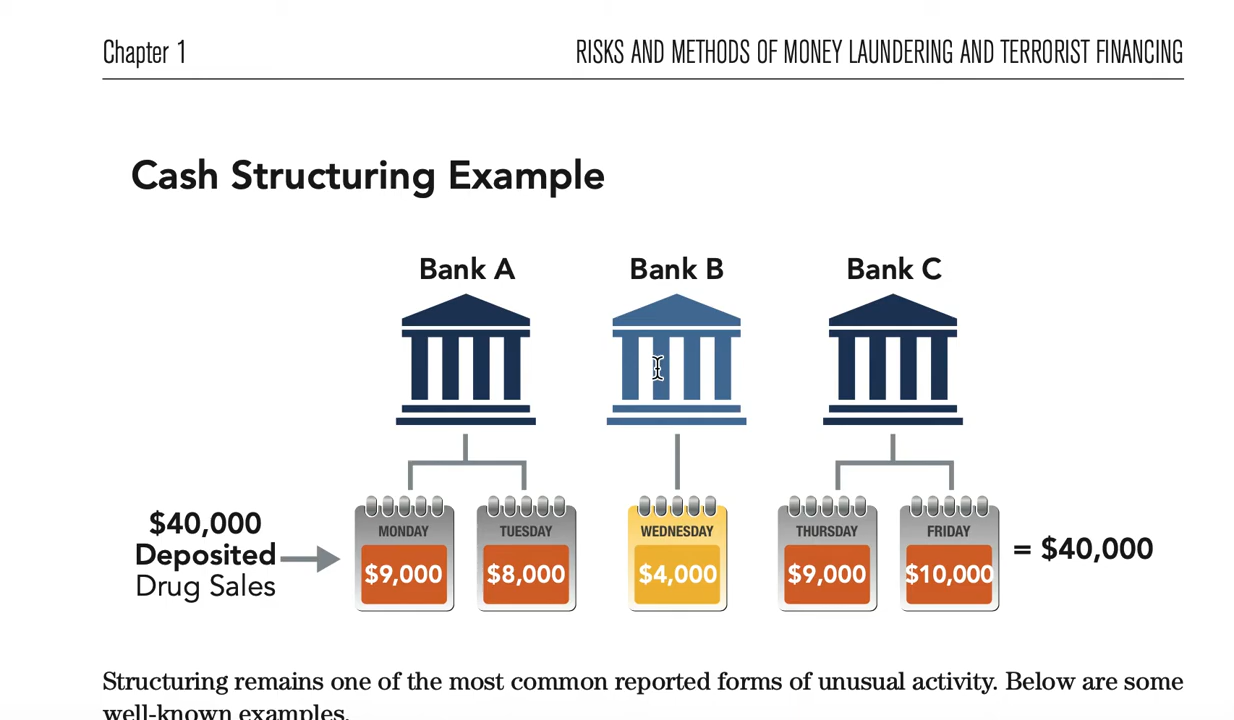 Chapter 1
RISKS AND METHODS OF MONEY LAUNDERING AND TERRORIST FINANCING
Cash Structuring Example
Bank A
Bank B
Bank C
$40,000
Deposited
Drug Sales
MONDAY
$9,000
TUESDAY
$8,000
WEDNESDAY
$4,000
THURSDAY
$9,000
FRIDAY
$10,000
= $40,000
Structuring remains one of the most common reported forms of unusual activity. Below are some
well-known examples.